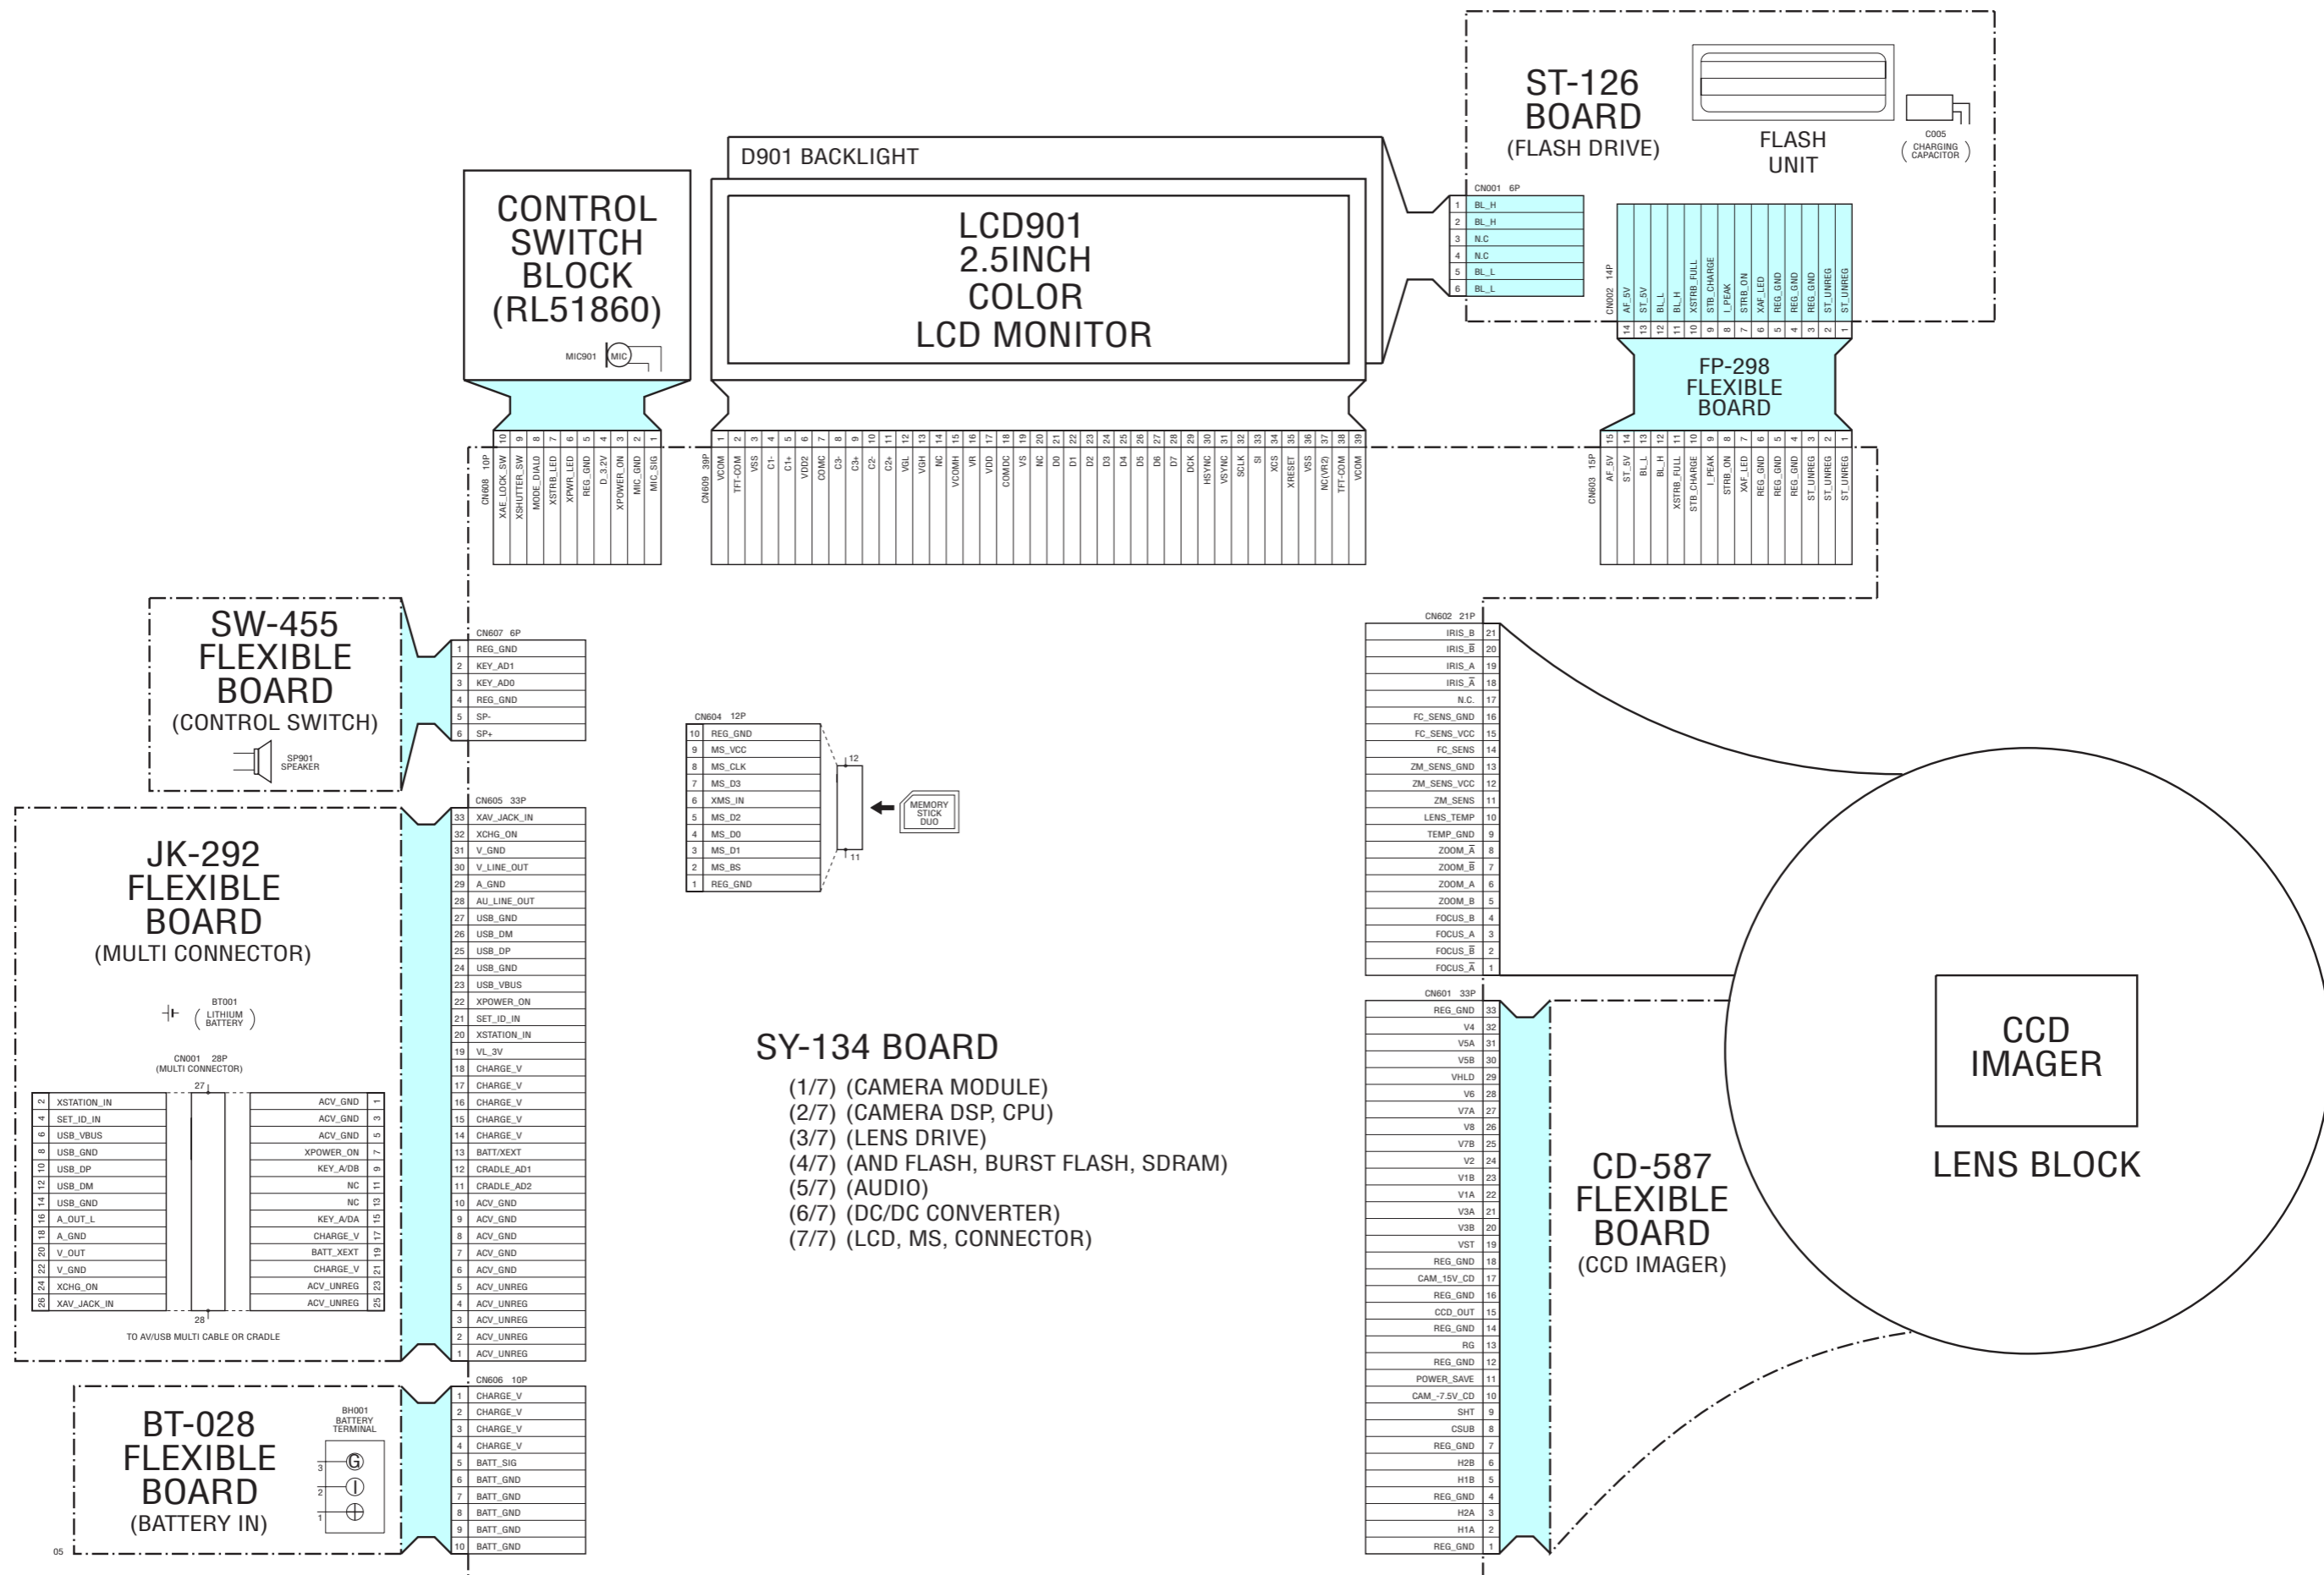 ST-126
BOARD
(FLASH DRIVE)
FLASH
UNIT
C005
( CHARGING
CAPACITOR )
CN001 6P
1 BL_H
2 BL_H
3 N.C
4 N.C
5 BL_L
6 BL_L
CN002 14P
14 AF_5V
13 ST_5V
12 BL_L
11 BL_H
10 XSTRB_FULL
9 STB_CHARGE
8 I_PEAK
7 STRB_ON
6 XAF_LED
5 REG_GND
4 REG_GND
3 REG_GND
2 ST_UNREG
1 ST_UNREG
FP-298
FLEXIBLE
BOARD
D901 BACKLIGHT
LCD901
2.5INCH
COLOR
LCD MONITOR
CONTROL
SWITCH
BLOCK
(RL51860)
MIC901 MIC
CN608 10P
10 XAE_LOCK_SW
9 XSHUTTER_SW
8 MODE_DIAL0
7 XSTRB_LED
6 XPWR_LED
5 REG_GND
4 D_3.2V
3 XPOWER_ON
2 MIC_GND
1 MIC_SIG
CN609 39P
1 VCOM
2 TFT-COM
3 VSS
4 C1-
5 C1+
6 VDD2
7 COMC
8 C3-
9 C3+
10 C2-
11 C2+
12 VGL
13 VGH
14 NC
15 VCOMH
16 VR
17 VDD
18 COMDC
19 VS
20 NC
21 D0
22 D1
23 D2
24 D3
25 D4
26 D5
27 D6
28 D7
29 DCK
30 HSYNC
31 VSYNC
32 SCLK
33 SI
34 XCS
35 XRESET
36 VSS
37 NC(VR2)
38 TFT-COM
39 VCOM
CN603 15P
15 AF_5V
14 ST_5V
13 BL_L
12 BL_H
11 XSTRB_FULL
10 STB_CHARGE
9 I_PEAK
8 STRB_ON
7 XAF_LED
6 REG_GND
5 REG_GND
4 REG_GND
3 ST_UNREG
2 ST_UNREG
1 ST_UNREG
SW-455
FLEXIBLE
BOARD
(CONTROL SWITCH)
SP901
SPEAKER
CN607 6P
1 REG_GND
2 KEY_AD1
3 KEY_AD0
4 REG_GND
5 SP-
6 SP+
CN604 12P
10 REG_GND
9 MS_VCC
8 MS_CLK
7 MS_D3
6 XMS_IN
5 MS_D2
4 MS_D0
3 MS_D1
2 MS_BS
1 REG_GND
12
11
MEMORY
STICK
DUO
JK-292
FLEXIBLE
BOARD
(MULTI CONNECTOR)
BT001
( LITHIUM
BATTERY )
CN001 28P
(MULTI CONNECTOR)
27
2 XSTATION_IN
4 SET_ID_IN
6 USB_VBUS
8 USB_GND
10 USB_DP
12 USB_DM
14 USB_GND
16 A_OUT_L
18 A_GND
20 V_OUT
22 V_GND
24 XCHG_ON
26 XAV_JACK_IN
ACV_GND 1
ACV_GND 3
ACV_GND 5
XPOWER_ON 7
KEY_A/DB 9
NC 11
NC 13
KEY_A/DA 15
CHARGE_V 17
BATT_XEXT 19
CHARGE_V 21
ACV_UNREG 23
ACV_UNREG 25
28
TO AV/USB MULTI CABLE OR CRADLE
CN605 33P
33 XAV_JACK_IN
32 XCHG_ON
31 V_GND
30 V_LINE_OUT
29 A_GND
28 AU_LINE_OUT
27 USB_GND
26 USB_DM
25 USB_DP
24 USB_GND
23 USB_VBUS
22 XPOWER_ON
21 SET_ID_IN
20 XSTATION_IN
19 VL_3V
18 CHARGE_V
17 CHARGE_V
16 CHARGE_V
15 CHARGE_V
14 CHARGE_V
13 BATT/XEXT
12 CRADLE_AD1
11 CRADLE_AD2
10 ACV_GND
9 ACV_GND
8 ACV_GND
7 ACV_GND
6 ACV_GND
5 ACV_UNREG
4 ACV_UNREG
3 ACV_UNREG
2 ACV_UNREG
1 ACV_UNREG
BT-028
FLEXIBLE
BOARD
(BATTERY IN)
BH001
BATTERY
TERMINAL
3 G
2 I
1 +
05
CN606 10P
1 CHARGE_V
2 CHARGE_V
3 CHARGE_V
4 CHARGE_V
5 BATT_SIG
6 BATT_GND
7 BATT_GND
8 BATT_GND
9 BATT_GND
10 BATT_GND
SY-134 BOARD
(1/7) (CAMERA MODULE)
(2/7) (CAMERA DSP, CPU)
(3/7) (LENS DRIVE)
(4/7) (AND FLASH, BURST FLASH, SDRAM)
(5/7) (AUDIO)
(6/7) (DC/DC CONVERTER)
(7/7) (LCD, MS, CONNECTOR)
CN602 21P
IRIS_B 21
IRIS_B̅ 20
IRIS_A 19
IRIS_A̅ 18
N.C. 17
FC_SENS_GND 16
FC_SENS_VCC 15
FC_SENS 14
ZM_SENS_GND 13
ZM_SENS_VCC 12
ZM_SENS 11
LENS_TEMP 10
TEMP_GND 9
ZOOM_A̅ 8
ZOOM_B̅ 7
ZOOM_A 6
ZOOM_B 5
FOCUS_B 4
FOCUS_A 3
FOCUS_B̅ 2
FOCUS_A̅ 1
CN601 33P
REG_GND 33
V4 32
V5A 31
V5B 30
VHLD 29
V6 28
V7A 27
V8 26
V7B 25
V2 24
V1B 23
V1A 22
V3A 21
V3B 20
VST 19
REG_GND 18
CAM_15V_CD 17
REG_GND 16
CCD_OUT 15
REG_GND 14
RG 13
REG_GND 12
POWER_SAVE 11
CAM_-7.5V_CD 10
SHT 9
CSUB 8
REG_GND 7
H2B 6
H1B 5
REG_GND 4
H2A 3
H1A 2
REG_GND 1
CD-587
FLEXIBLE
BOARD
(CCD IMAGER)
CCD
IMAGER
LENS BLOCK